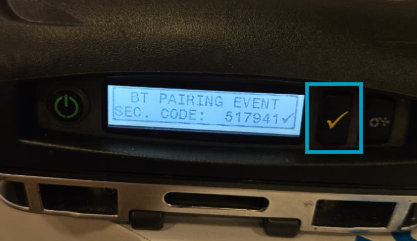 BT PAIRING EVENT
SEC. CODE: 517941✓